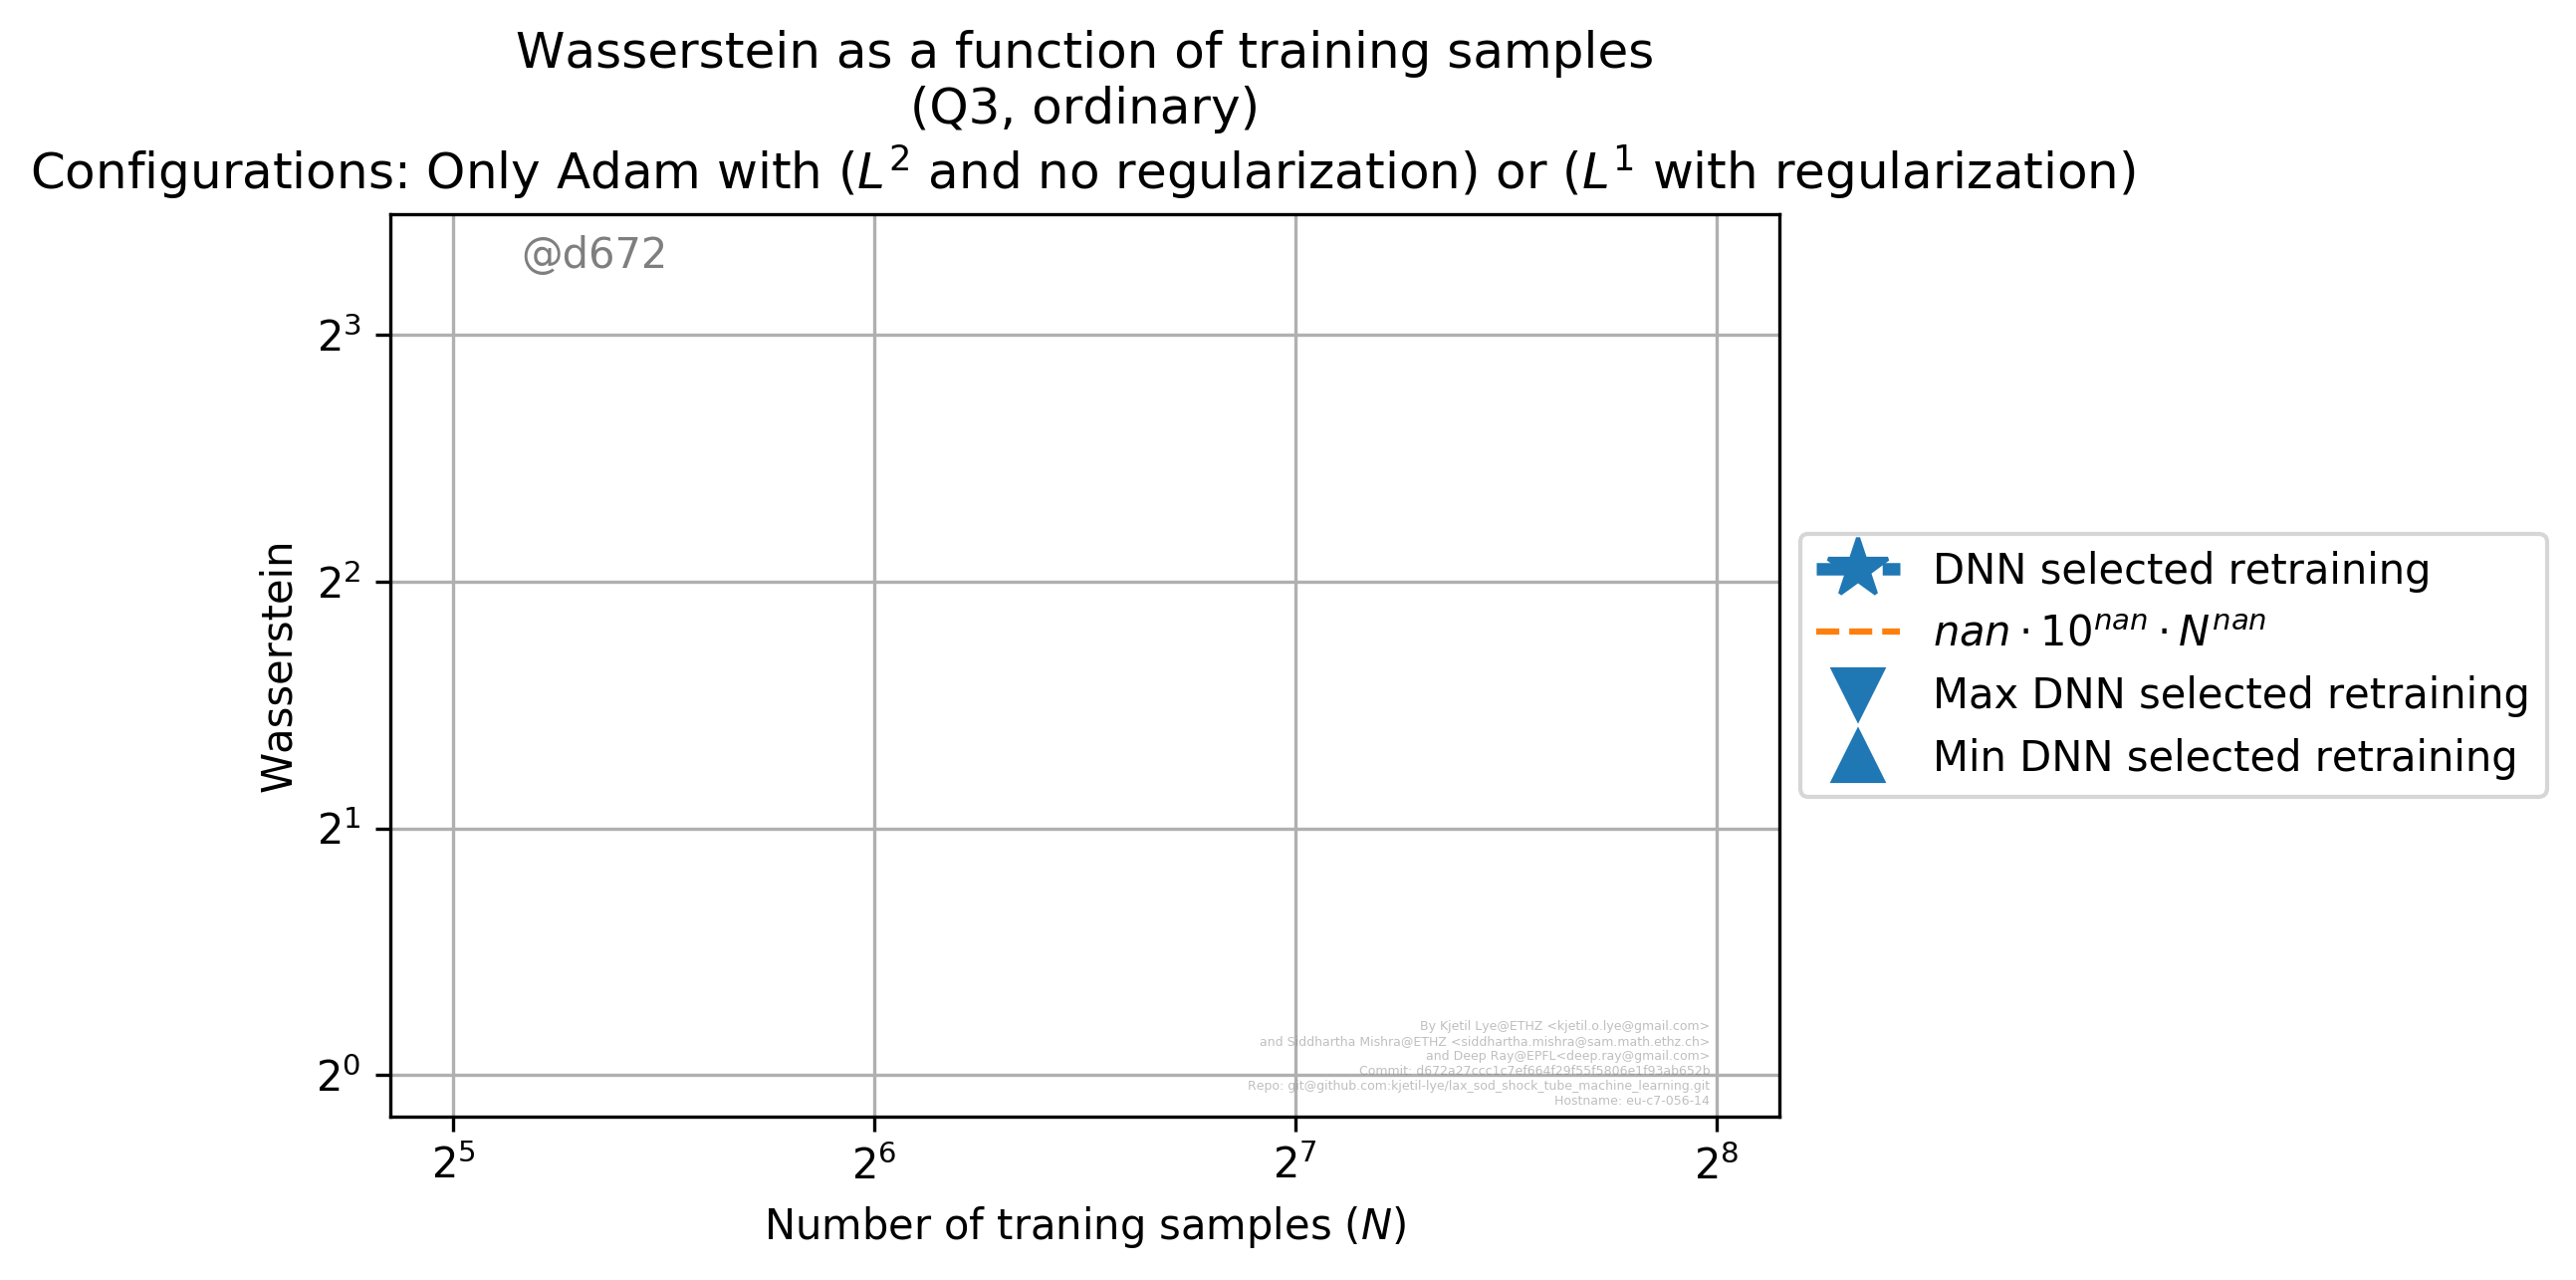 Wasserstein as a function of training samples
(Q3, ordinary)
Configurations: Only Adam with (L² and no regularization) or (L¹ with regularization)
@d672
2³
2²
2¹
2⁰
Wasserstein
2⁵ 2⁶ 2⁷ 2⁸
Number of traning samples (N)
DNN selected retraining
nan · 10ⁿᵃⁿ · Nⁿᵃⁿ
Max DNN selected retraining
Min DNN selected retraining
By Kjetil Lye@ETHZ <kjetil.o.lye@gmail.com>
and Siddhartha Mishra@ETHZ <siddhartha.mishra@sam.math.ethz.ch>
and Deep Ray@EPFL<deep.ray@gmail.com>
Commit: d672a27ccc1c7ef664f29f55f5806e1f93ab652b
Repo: git@github.com:kjetil-lye/lax_sod_shock_tube_machine_learning.git
Hostname: eu-c7-056-14